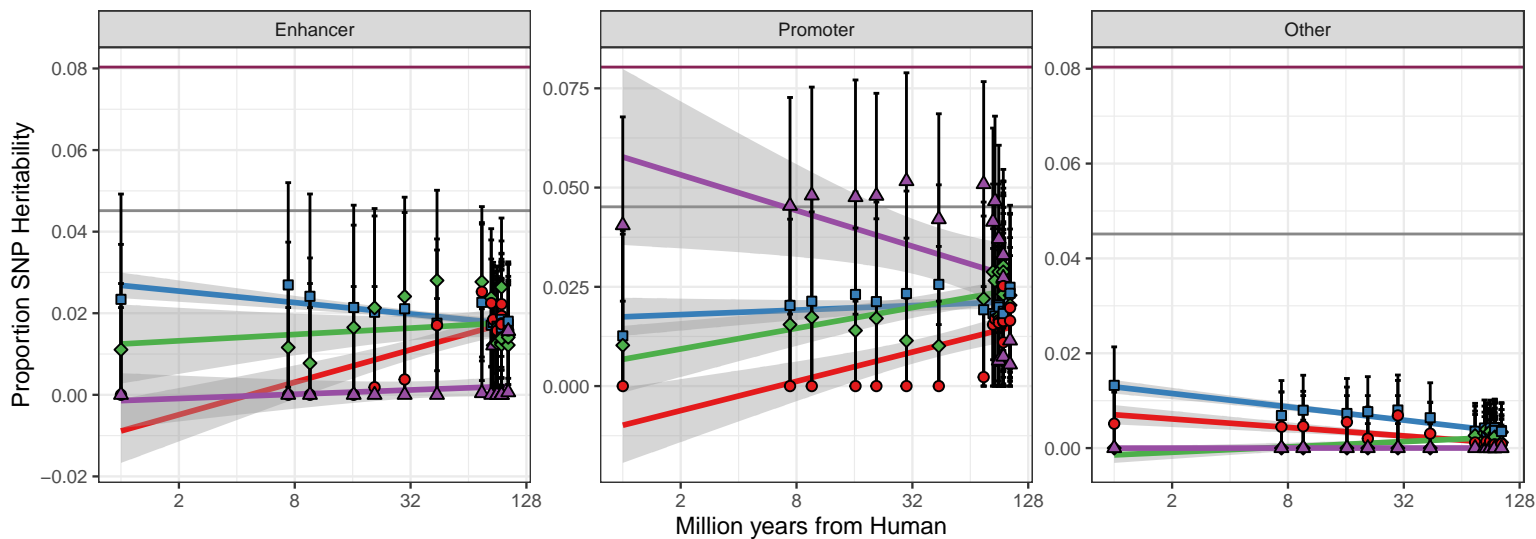 Enhancer
Promoter
Other
Proportion SNP Heritability
0.08
0.06
0.04
0.02
0.00
−0.02
0.075
0.050
0.025
0.000
0.08
0.06
0.04
0.02
0.00
2 8 32 128
2 8 32 128
2 8 32 128
Million years from Human